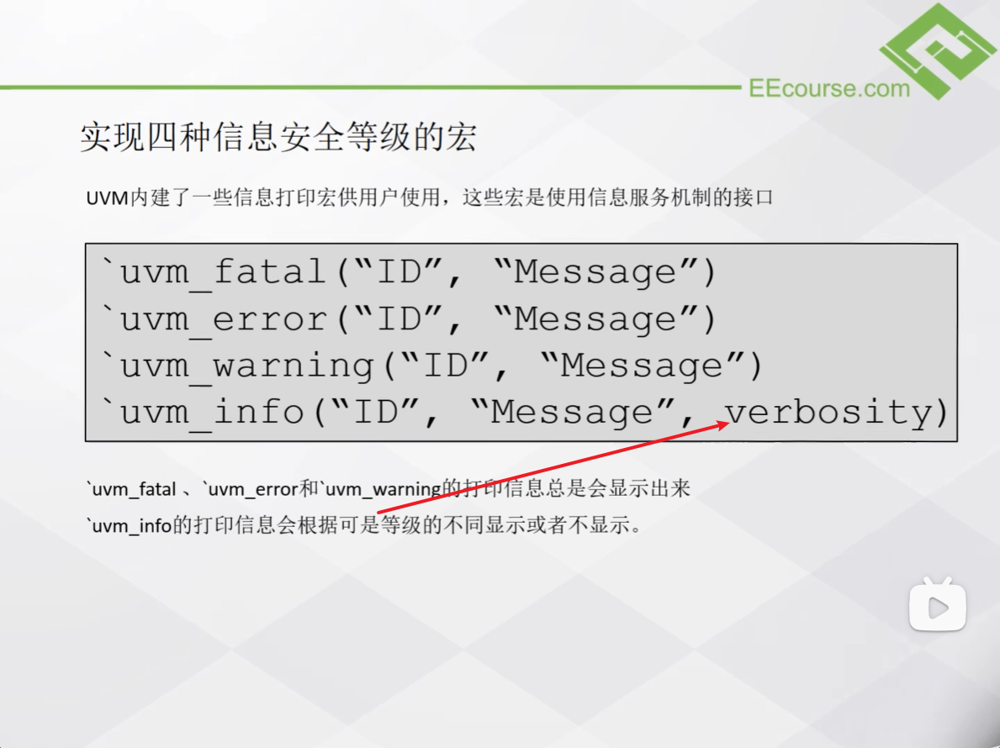 EEcourse.com
实现四种信息安全等级的宏
UVM内建了一些信息打印宏供用户使用，这些宏是使用信息服务机制的接口
`uvm_fatal(“ID”, “Message”)
`uvm_error(“ID”, “Message”)
`uvm_warning(“ID”, “Message”)
`uvm_info(“ID”, “Message”, verbosity)
`uvm_fatal 、`uvm_error和`uvm_warning的打印信息总是会显示出来
`uvm_info的打印信息会根据可是等级的不同显示或者不显示。